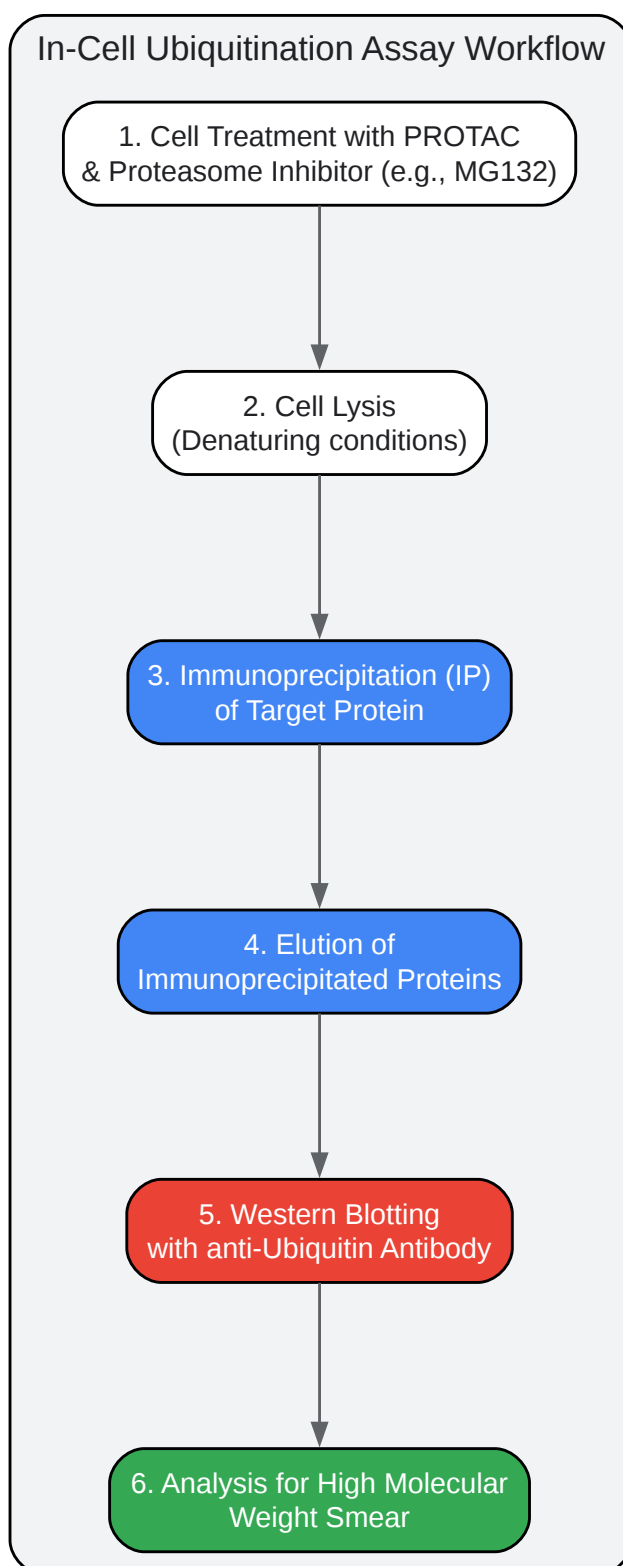 In-Cell Ubiquitination Assay Workflow
1. Cell Treatment with PROTAC
& Proteasome Inhibitor (e.g., MG132)
2. Cell Lysis
(Denaturing conditions)
3. Immunoprecipitation (IP)
of Target Protein
4. Elution of
Immunoprecipitated Proteins
5. Western Blotting
with anti-Ubiquitin Antibody
6. Analysis for High Molecular
Weight Smear